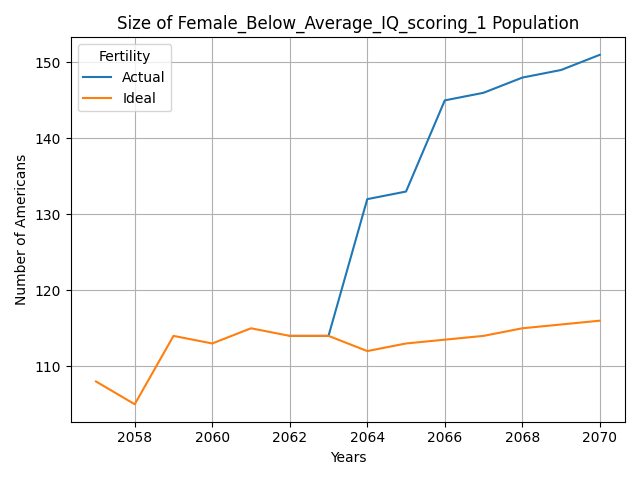 Size of Female_Below_Average_IQ_scoring_1 Population
Fertility
Actual
Ideal
Number of Americans
150
140
130
120
110
2058 2060 2062 2064 2066 2068 2070
Years